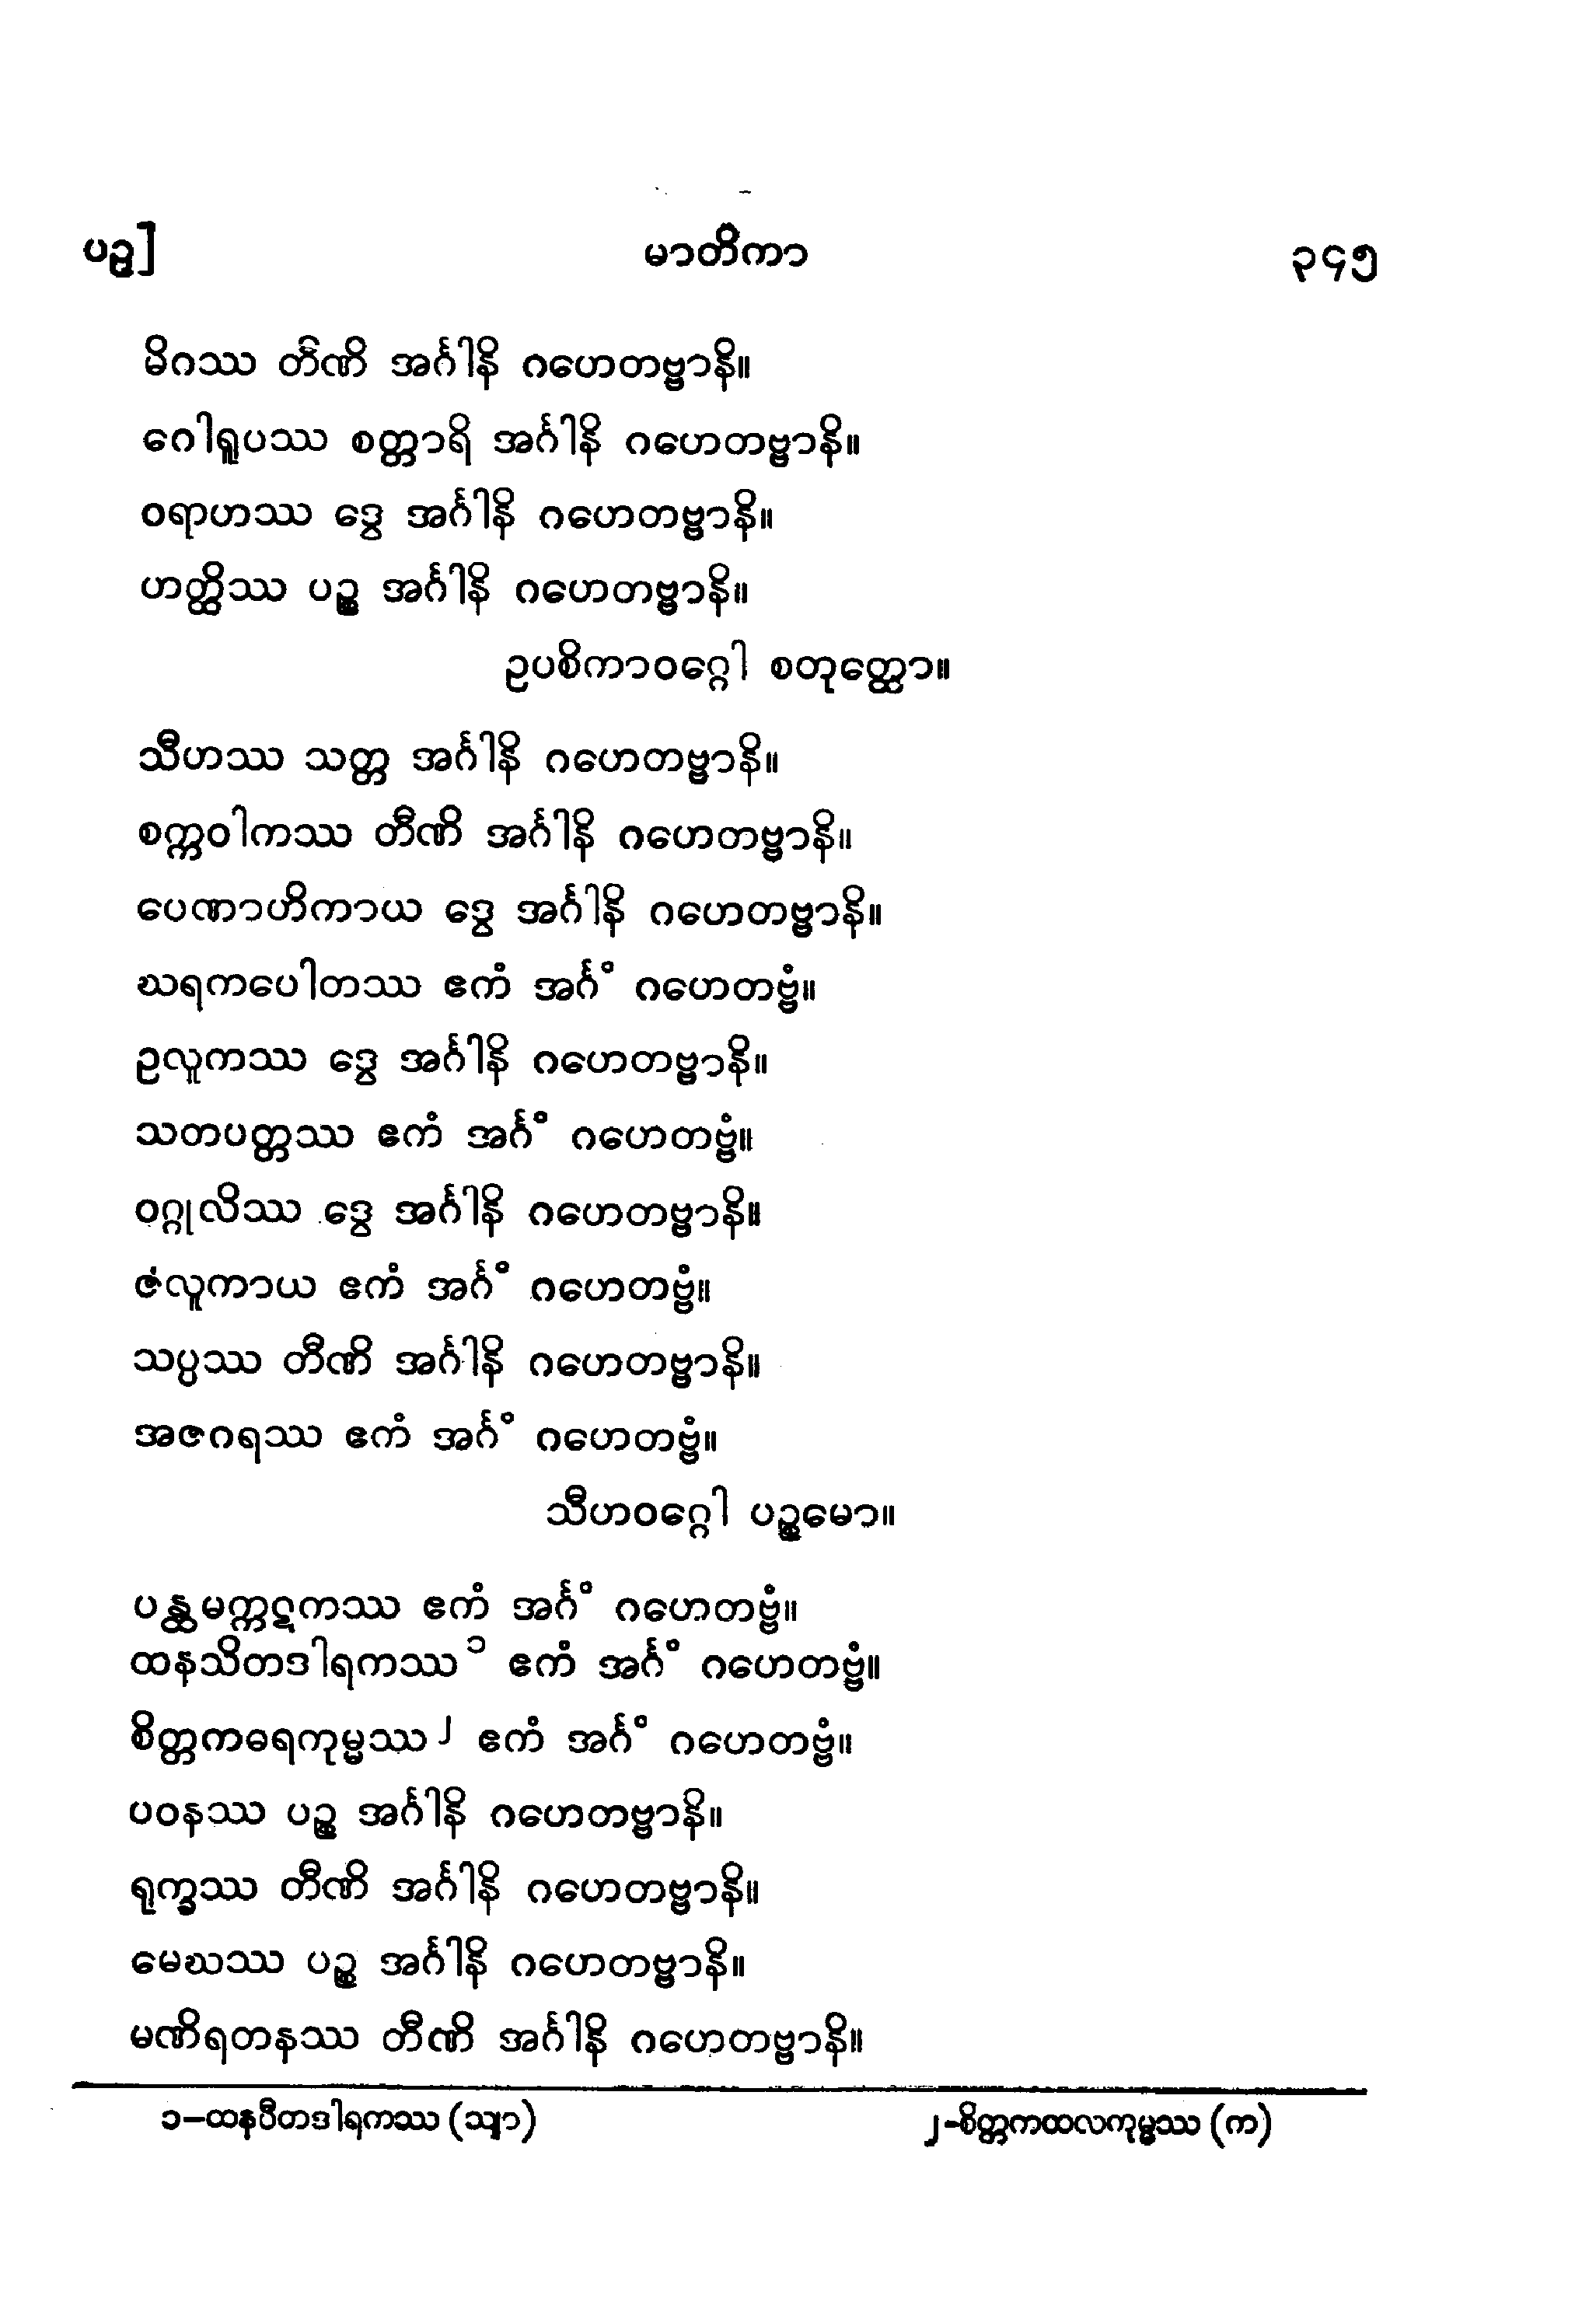 ပဉှ] မာတိကာ ၃၄၅
မိဂဿ တီဏိ အင်္ဂါနိ ဂဟေတဗ္ဗာနိ။
ဂေါရူပဿ စတ္တာရိ အင်္ဂါနိ ဂဟေတဗ္ဗာနိ။
ဝရာဟဿ ဒွေ အင်္ဂါနိ ဂဟေတဗ္ဗာနိ။
ဟတ္ထိဿ ပဉ္စ အင်္ဂါနိ ဂဟေတဗ္ဗာနိ။
ဥပစိကာဝဂ္ဂေါ စတုတ္ထော။
သီဟဿ သတ္တ အင်္ဂါနိ ဂဟေတဗ္ဗာနိ။
စက္ကဝါကဿ တီဏိ အင်္ဂါနိ ဂဟေတဗ္ဗာနိ။
ပေဏာဟိကာယ ဒွေ အင်္ဂါနိ ဂဟေတဗ္ဗာနိ။
ဃရကပေါတဿ ဧကံ အင်္ဂံ ဂဟေတဗ္ဗံ။
ဥလူကဿ ဒွေ အင်္ဂါနိ ဂဟေတဗ္ဗာနိ။
သတပတ္တဿ ဧကံ အင်္ဂံ ဂဟေတဗ္ဗံ။
ဝဂ္ဂုလိဿ ဒွေ အင်္ဂါနိ ဂဟေတဗ္ဗာနိ။
ဇလူကာယ ဧကံ အင်္ဂံ ဂဟေတဗ္ဗံ။
သပ္ပဿ တီဏိ အင်္ဂါနိ ဂဟေတဗ္ဗာနိ။
အဇဂရဿ ဧကံ အင်္ဂံ ဂဟေတဗ္ဗံ။
သီဟဝဂ္ဂေါ ပဉ္စမော။
ပန္ထမက္ကဋကဿ ဧကံ အင်္ဂံ ဂဟေတဗ္ဗံ။
ထနသိတဒါရကဿ၁ ဧကံ အင်္ဂံ ဂဟေတဗ္ဗံ။
စိတ္တကဓရကုမ္မဿ၂ ဧကံ အင်္ဂံ ဂဟေတဗ္ဗံ။
ပဝနဿ ပဉ္စ အင်္ဂါနိ ဂဟေတဗ္ဗာနိ။
ရုက္ခဿ တီဏိ အင်္ဂါနိ ဂဟေတဗ္ဗာနိ။
မေဃဿ ပဉ္စ အင်္ဂါနိ ဂဟေတဗ္ဗာနိ။
မဏိရတနဿ တီဏိ အင်္ဂါနိ ဂဟေတဗ္ဗာနိ။
၁–ထနပီတဒါရကဿ (သျာ) ၂–စိတ္တကထလကုမ္မဿ (က)